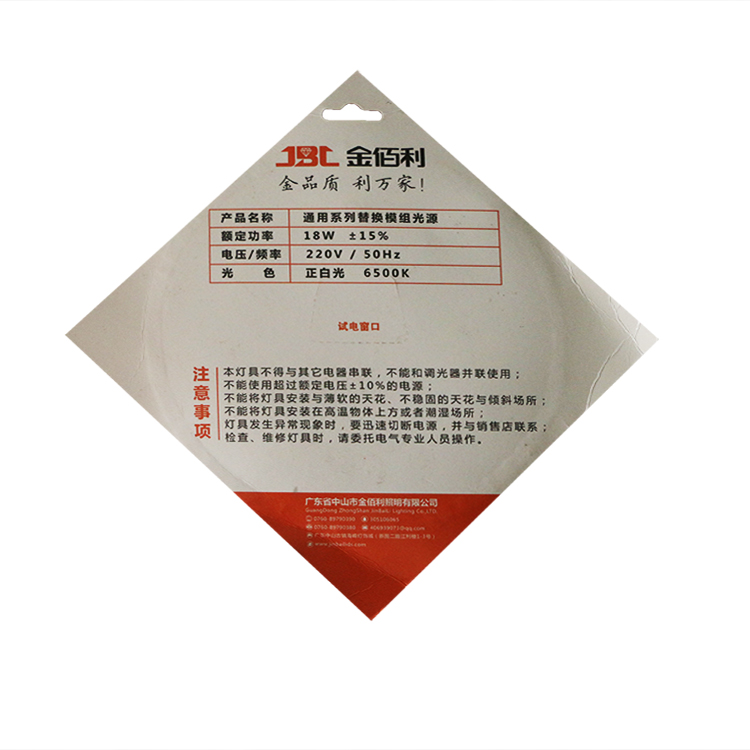 JBL 金佰利
金品质 利万家!
产品名称 通用系列替换模组光源
额定功率 18W ±15%
电压/频率 220V / 50Hz
光 色 正白光 6500K
试电窗口
注意事项
本灯具不得与其它电器串联,不能和调光器并联使用;
不能使用超过额定电压±10%的电源;
不能将灯具安装与薄软的天花、不稳固的天花与倾斜场所;
不能将灯具安装在高温物体上方或者潮湿场所;
灯具发生异常现象时,要迅速切断电源,并与销售店联系;
检查、维修灯具时,请委托电气专业人员操作。
广东省中山市金佰利照明有限公司
GuangDong ZhongShan JinBaiLi Lighting Co.,LTD.